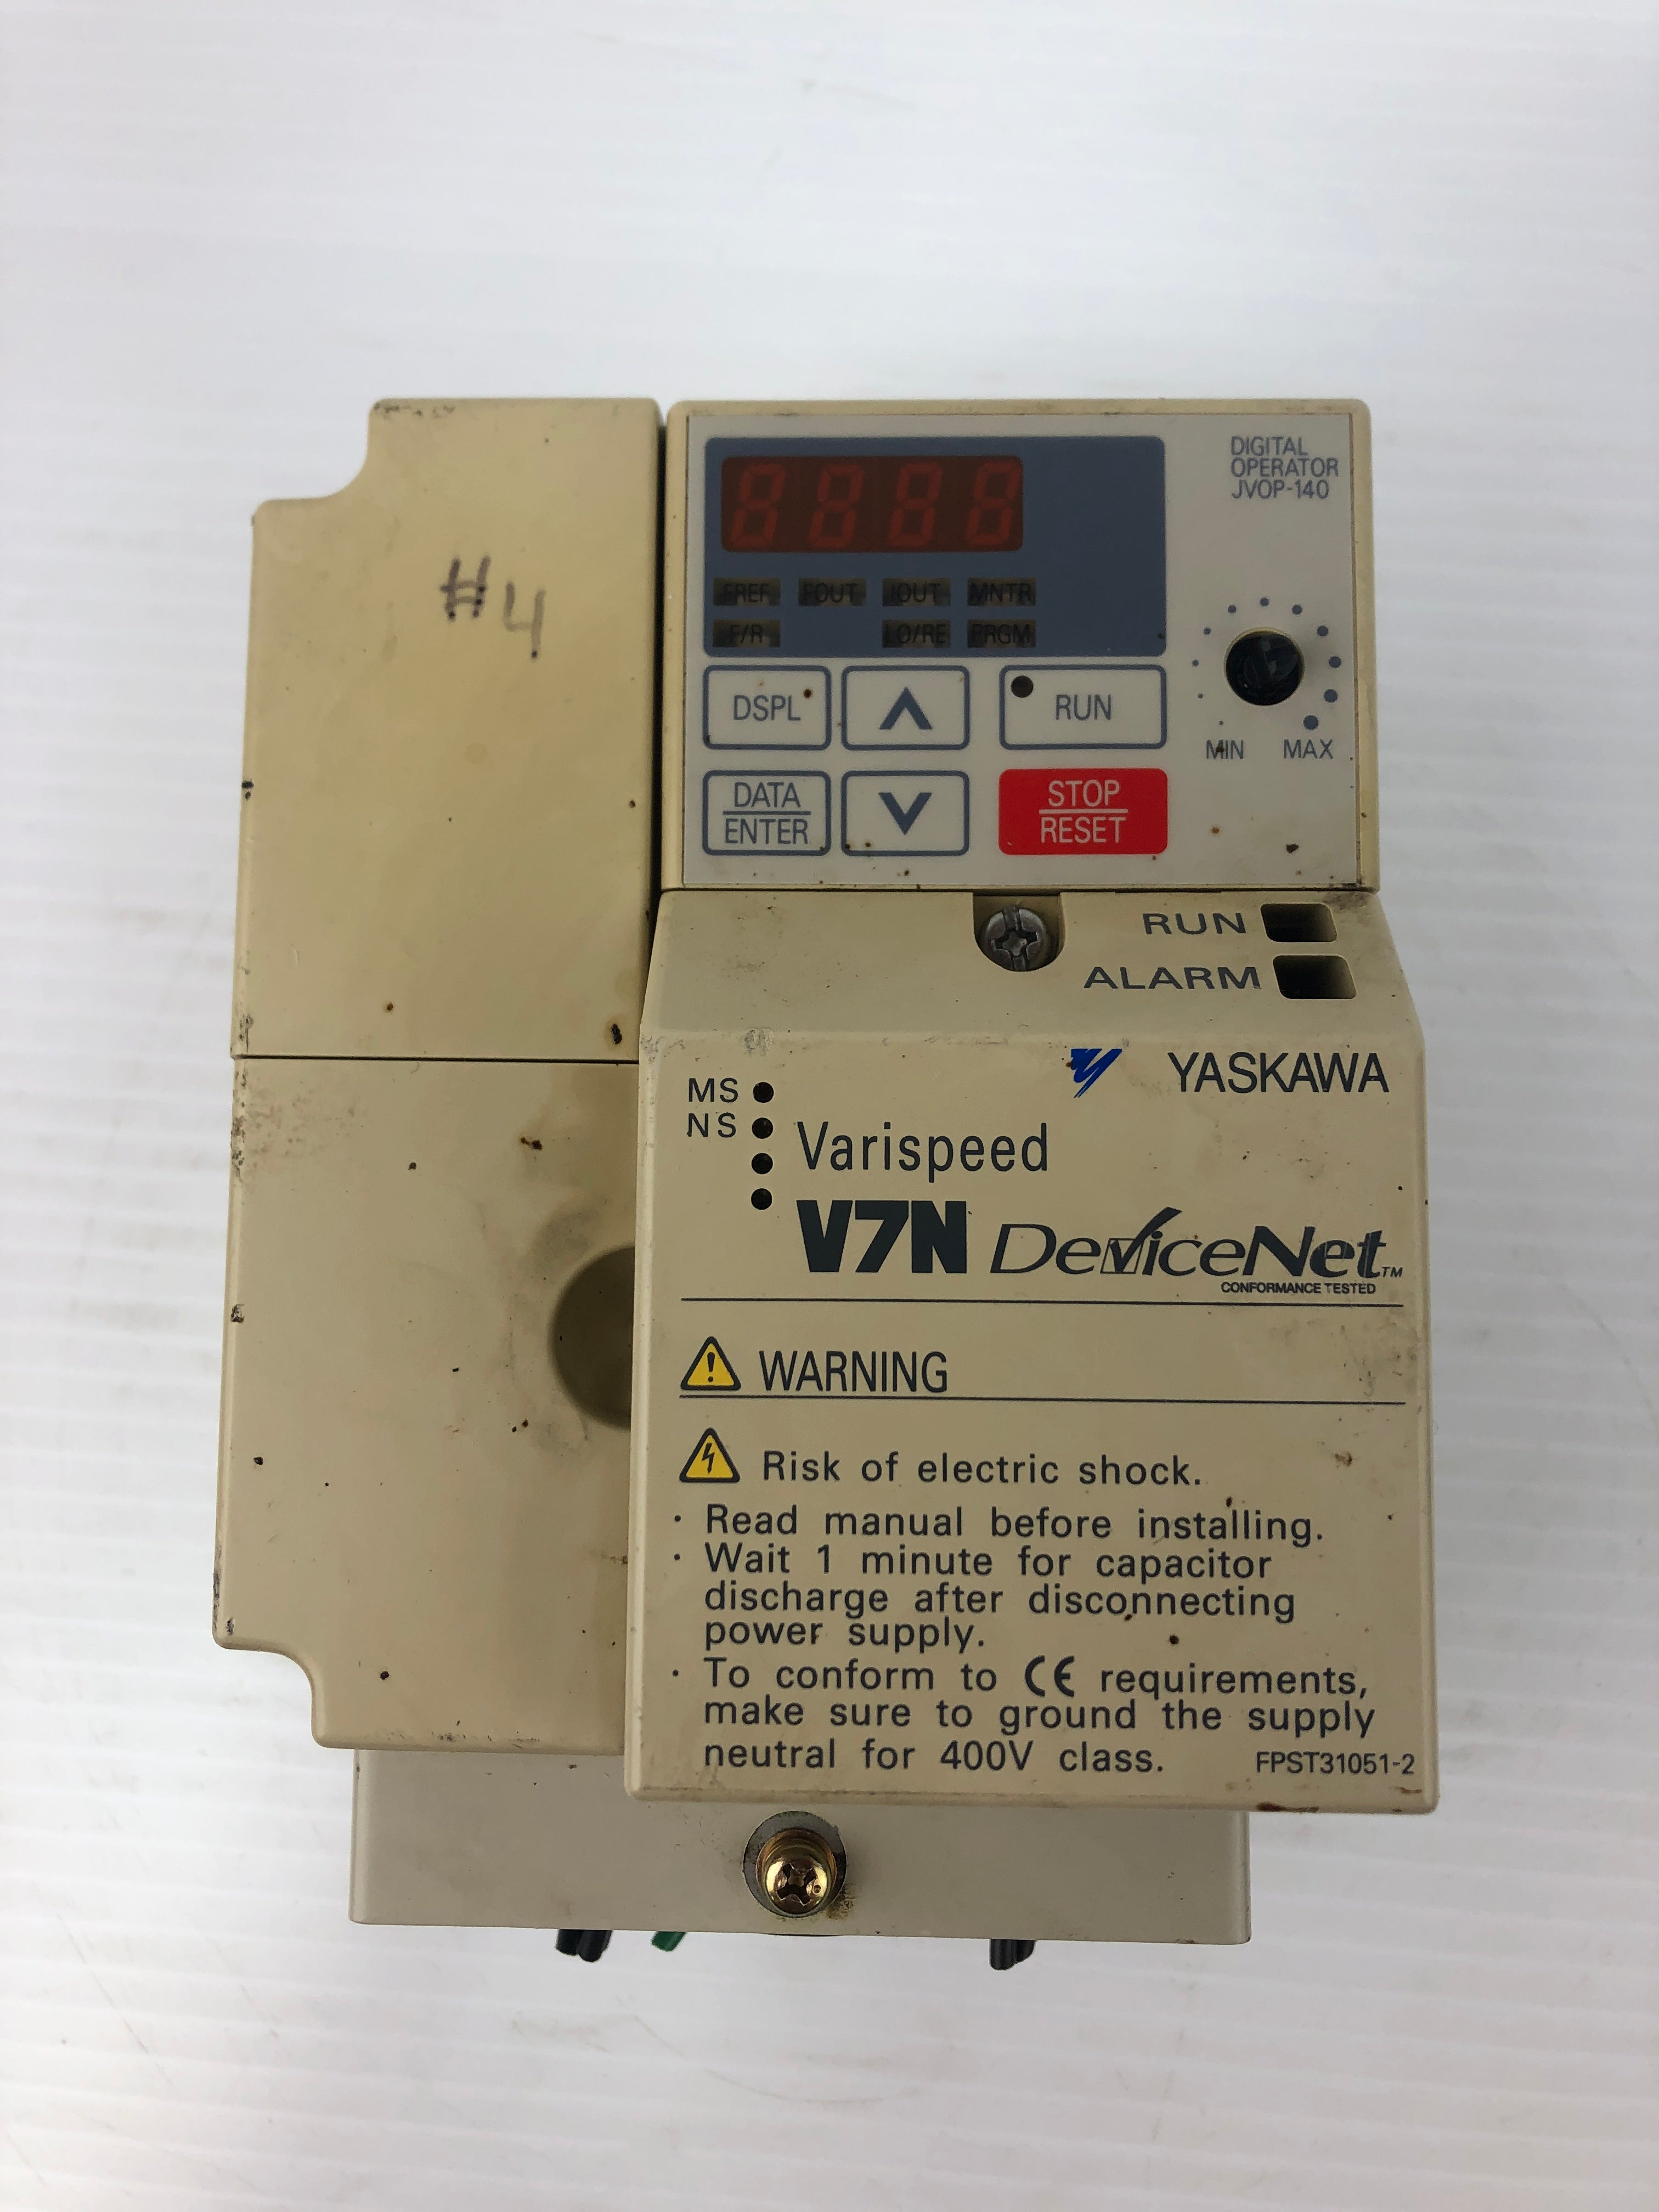 #4
DIGITAL
OPERATOR
JVOP-140
8888
FREF FOUT IOUT MNTR
F/R LO/RE PRGM
DSPL RUN
MIN MAX
DATA
ENTER
STOP
RESET
RUN
ALARM
YASKAWA
MS
NS
Varispeed
V7N DeviceNet™
CONFORMANCE TESTED
WARNING
Risk of electric shock.
· Read manual before installing.
· Wait 1 minute for capacitor
discharge after disconnecting
power supply.
· To conform to CE requirements,
make sure to ground the supply
neutral for 400V class. FPST31051-2